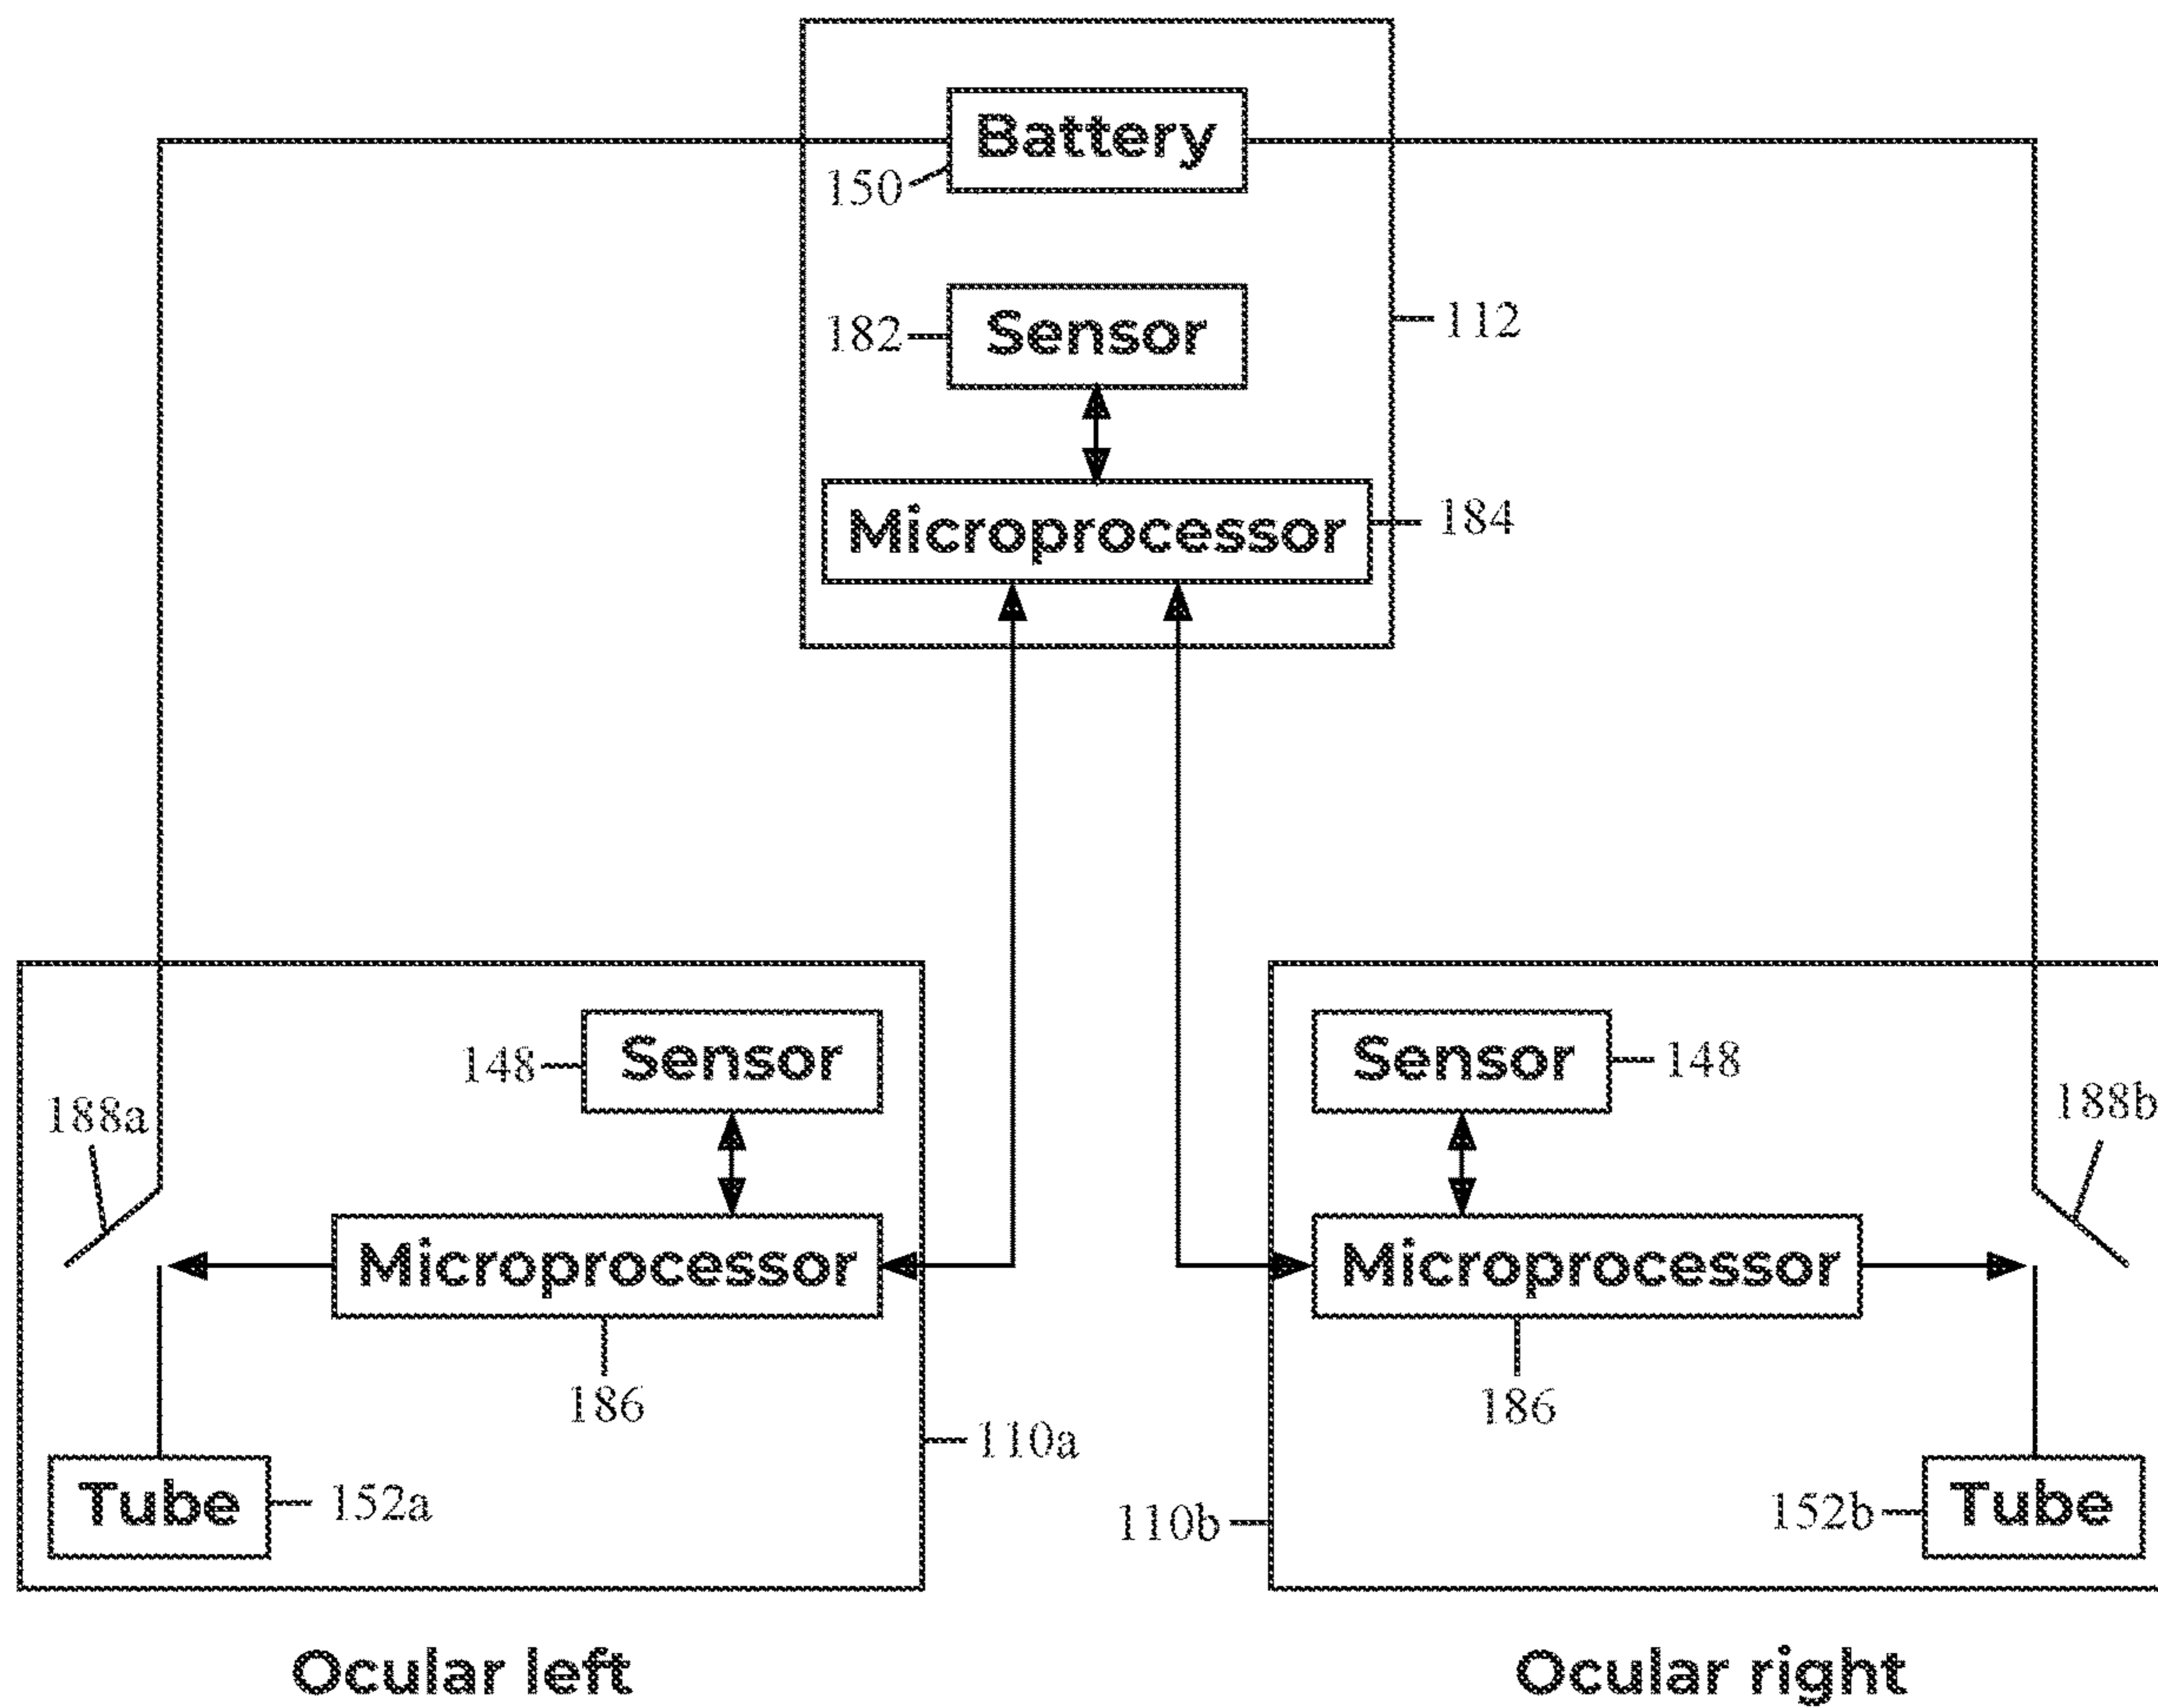 Battery
150
Sensor
182
112
Microprocessor
184
Sensor
148
Sensor
148
188a
188b
Microprocessor
Microprocessor
186
186
110a
Tube
152a
110b
152b
Tube
Ocular left
Ocular right